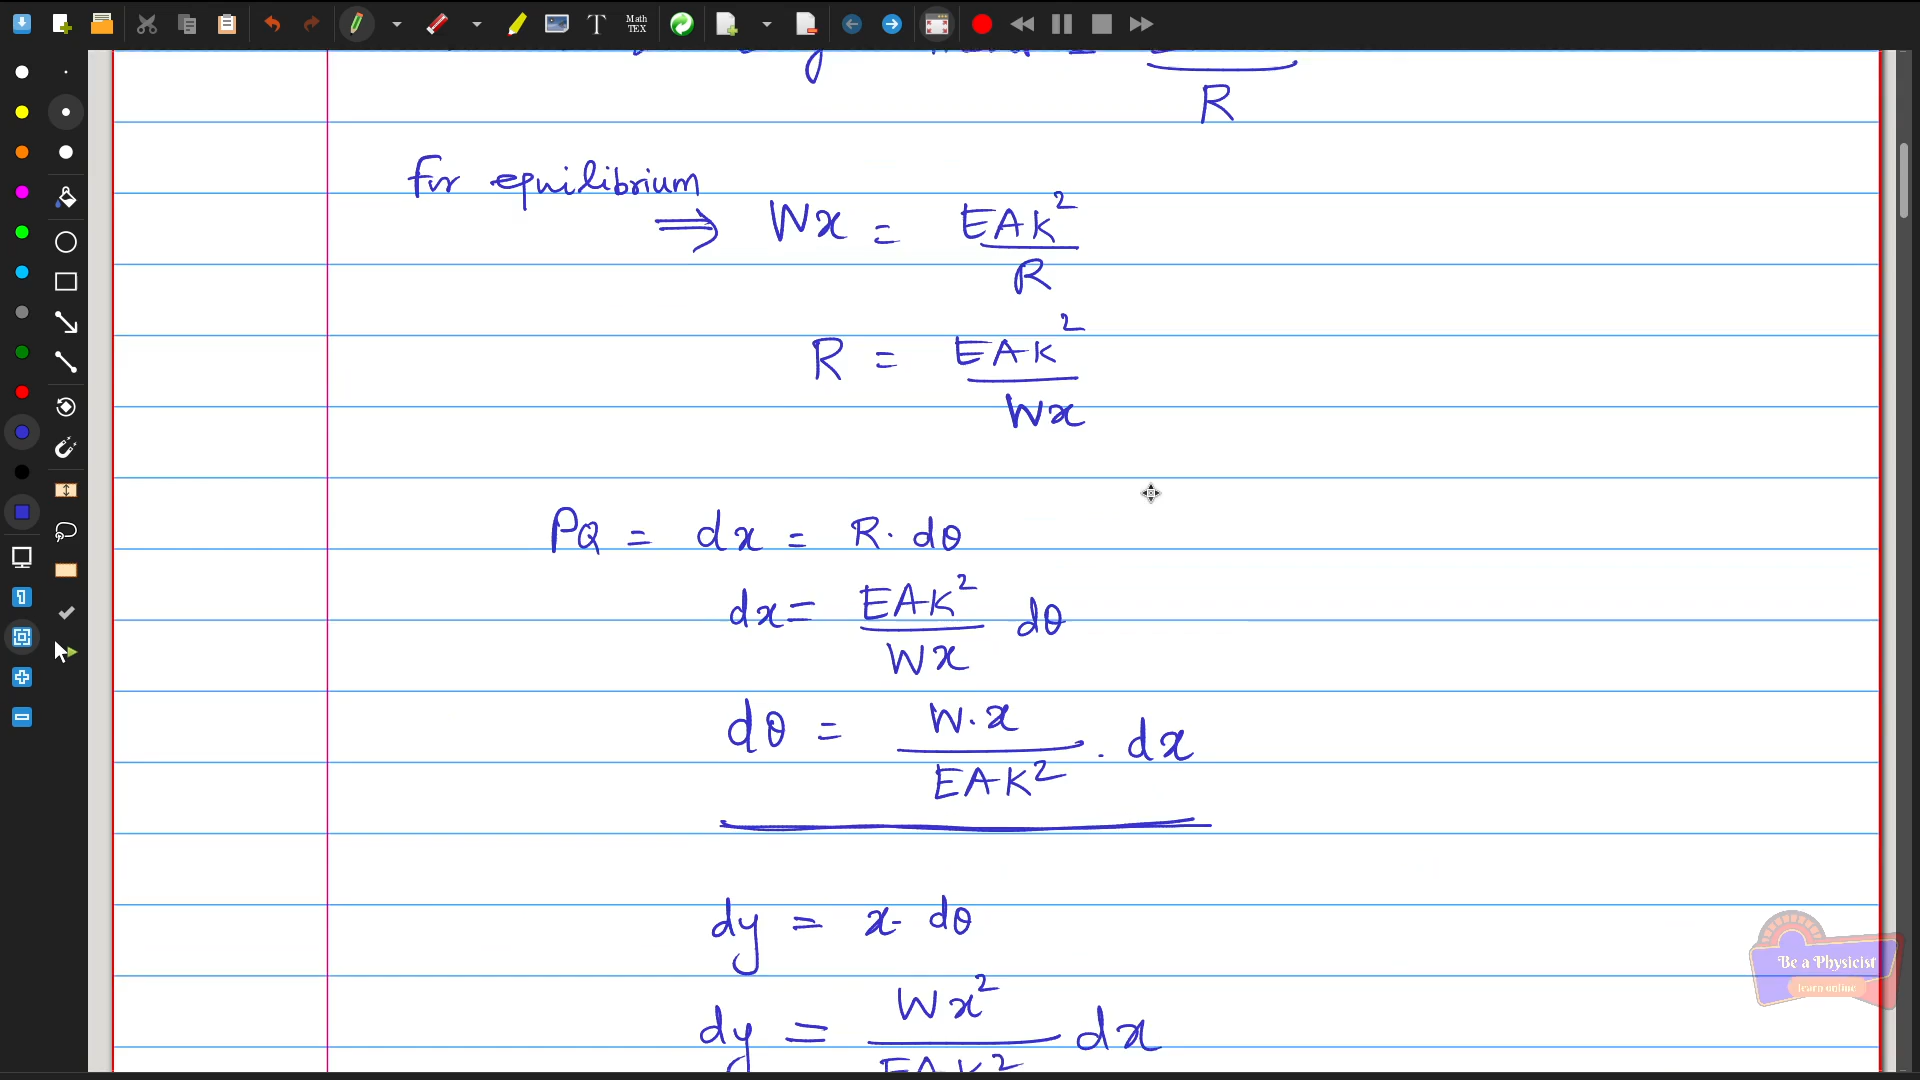 Math
TEX
T
R
For equilibrium
⟹ Wx = EAK²/R
R = EAK²/Wx
PQ = dx = R. dθ
dx = EAK²/Wx dθ
dθ = W.x/EAK² . dx
dy = x. dθ
dy = Wx²/EAK² dx
Be a Physicist
learn online